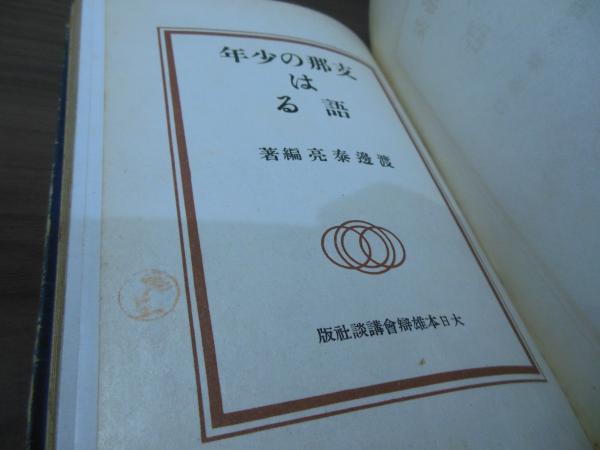 支那の少年
は
語る
渡邊泰亮編著
大日本雄辯會講談社版